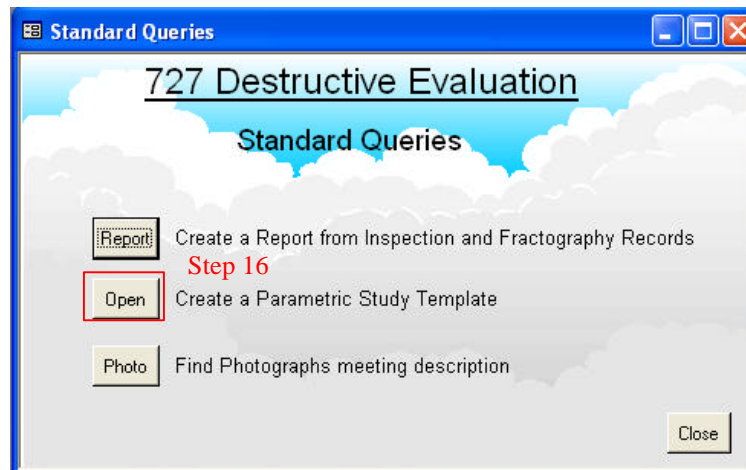 Standard Queries
727 Destructive Evaluation
Standard Queries
Report Create a Report from Inspection and Fractography Records
Step 16
Open Create a Parametric Study Template
Photo Find Photographs meeting description
Close